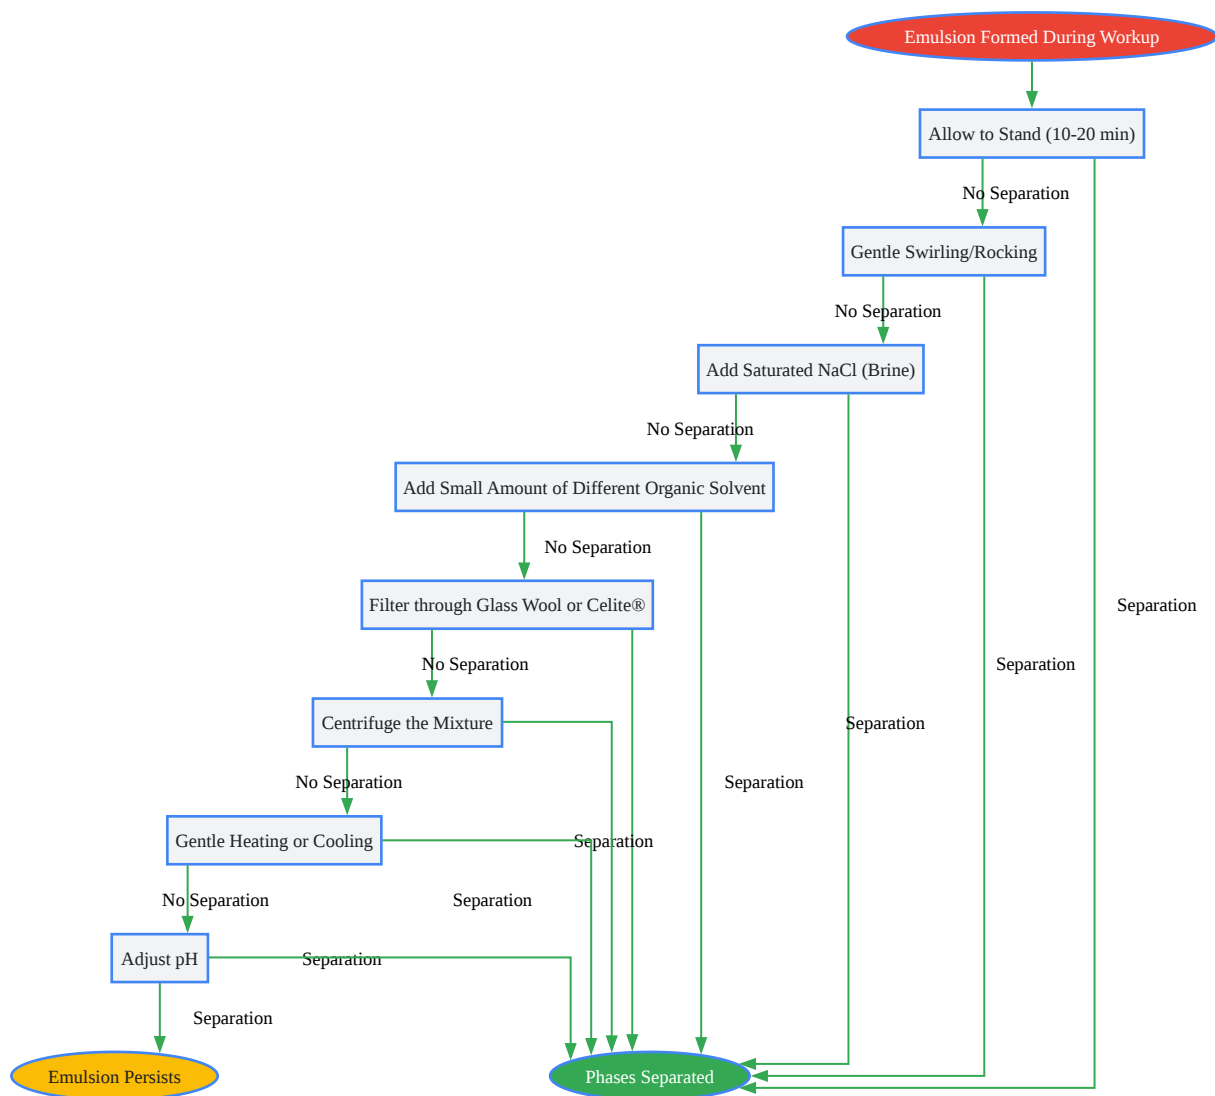 Emulsion Formed During Workup
Allow to Stand (10-20 min)
No Separation
Gentle Swirling/Rocking
No Separation
Add Saturated NaCl (Brine)
No Separation
Add Small Amount of Different Organic Solvent
No Separation
Filter through Glass Wool or Celite®
Separation
No Separation
Separation
Centrifuge the Mixture
Separation
No Separation
Separation
Gentle Heating or Cooling
Separation
No Separation
Separation
Adjust pH
Separation
Separation
Emulsion Persists
Phases Separated